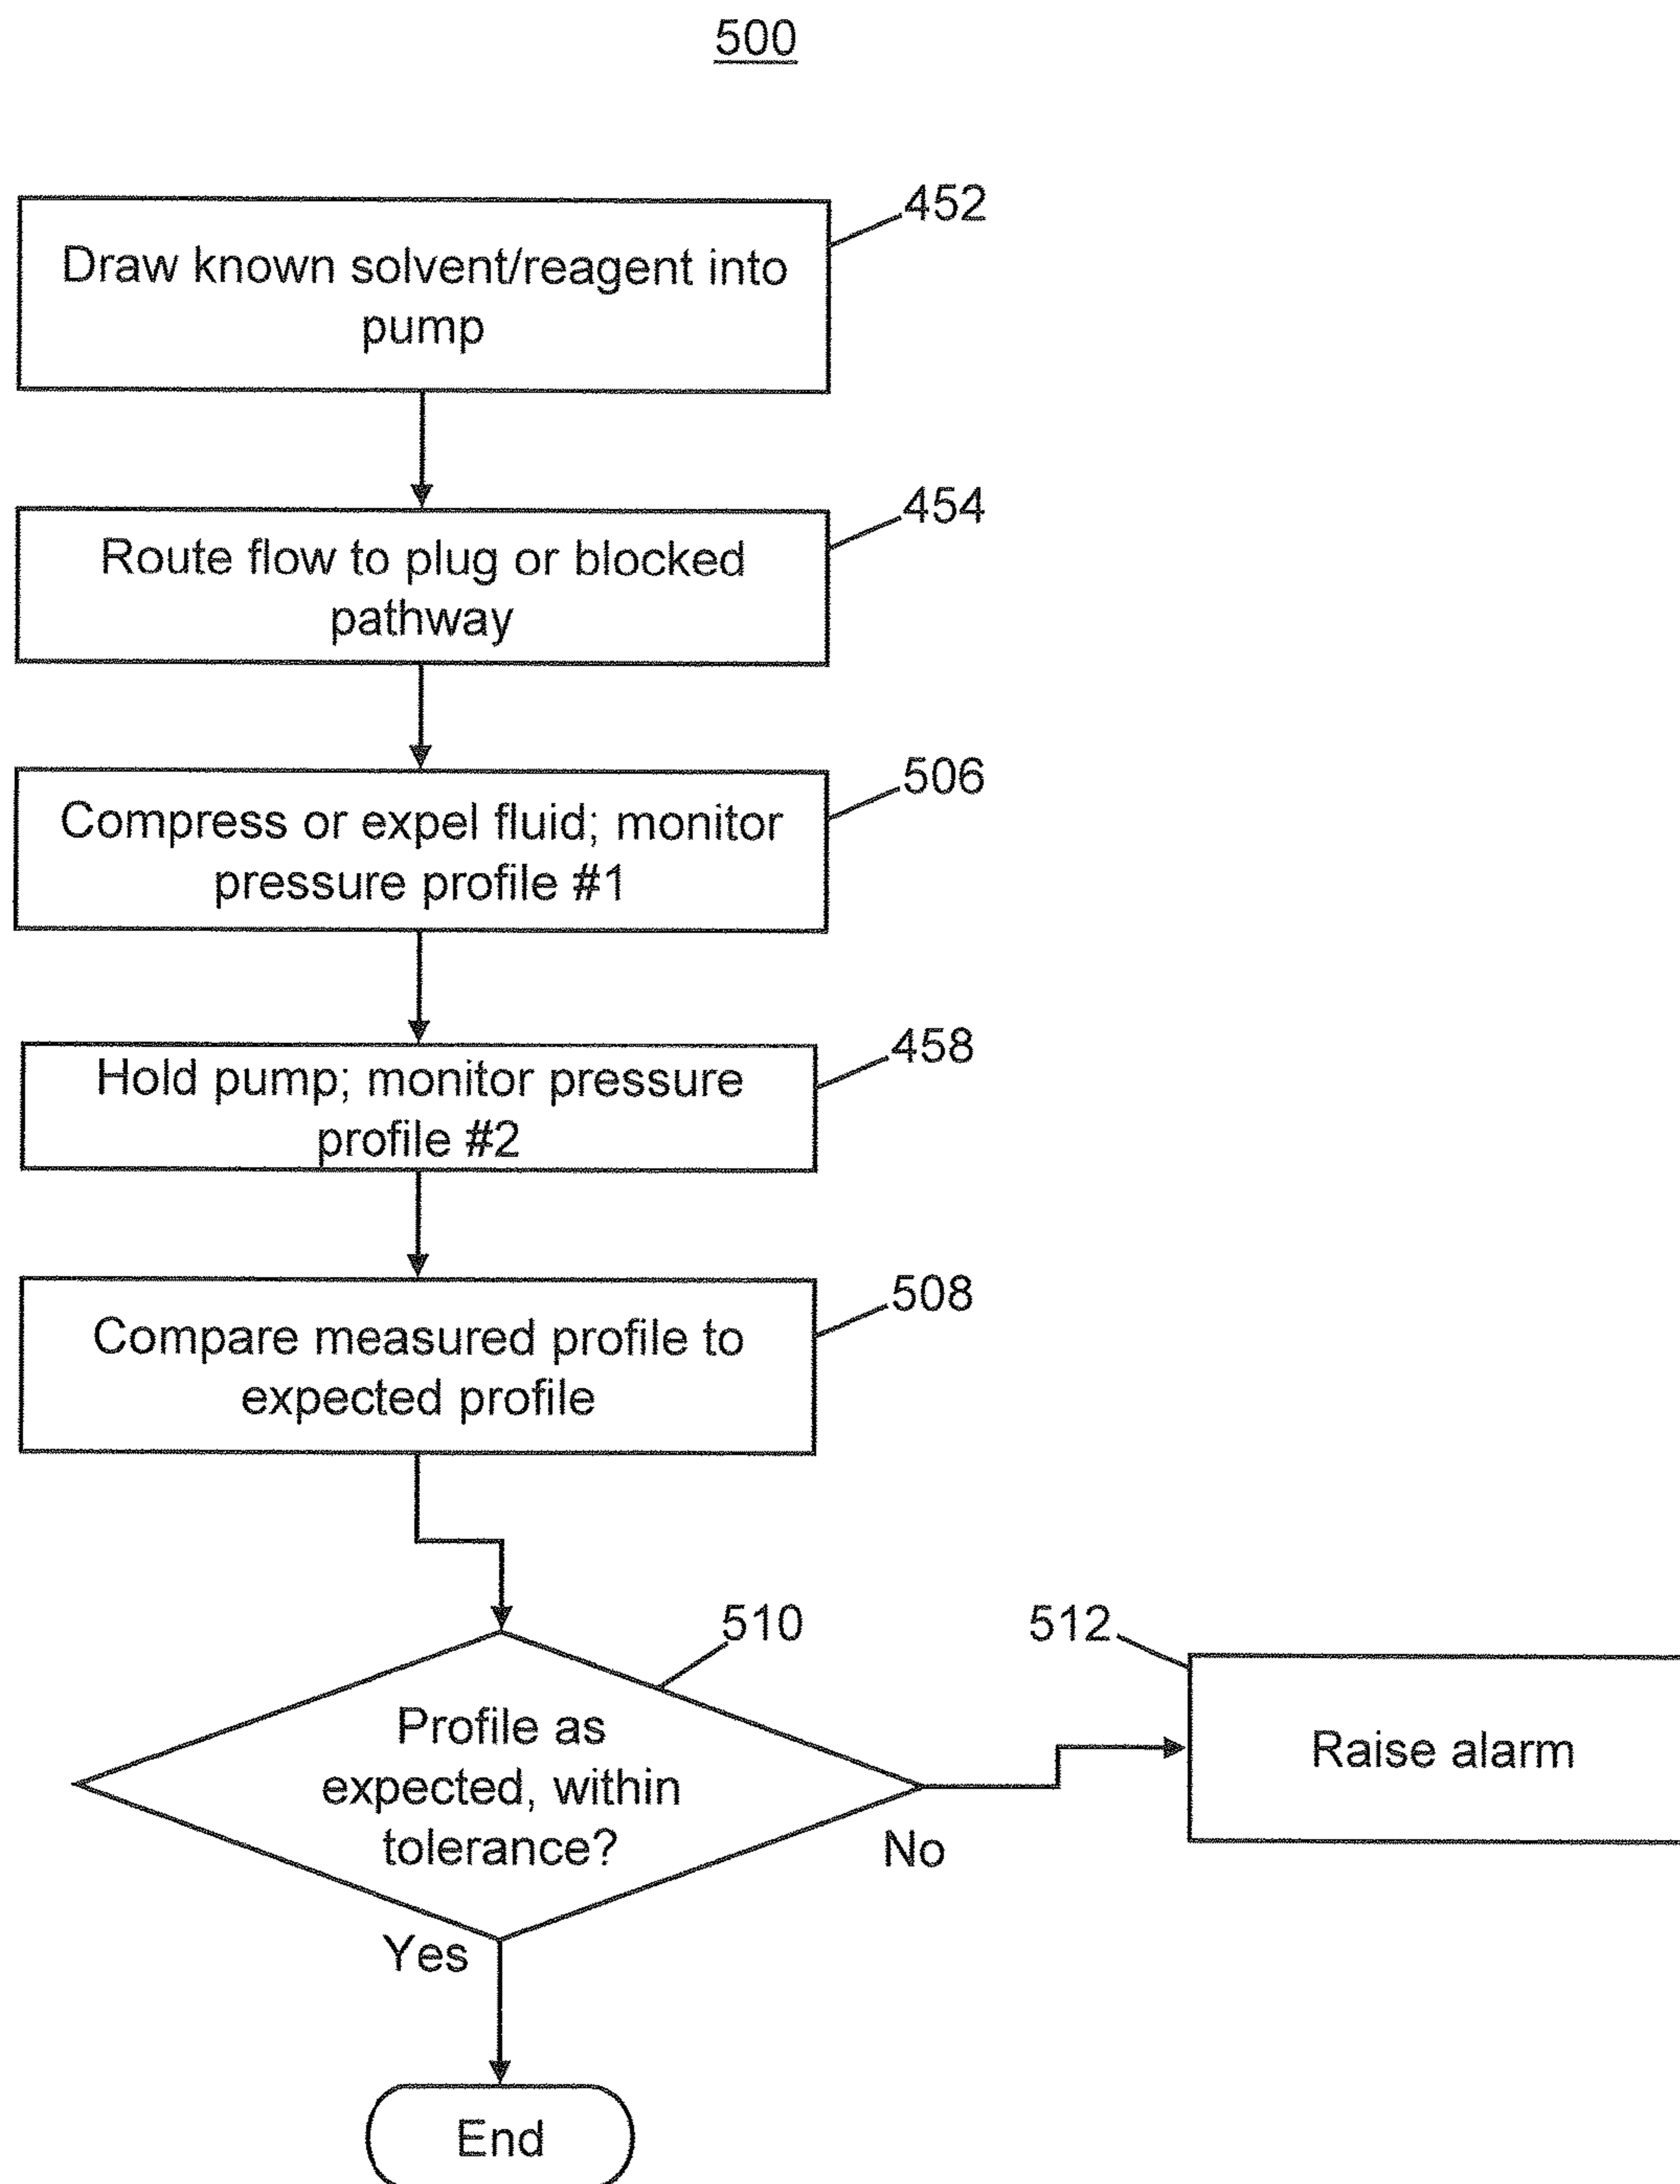 500
452
Draw known solvent/reagent into
pump
454
Route flow to plug or blocked
pathway
506
Compress or expel fluid; monitor
pressure profile #1
458
Hold pump; monitor pressure
profile #2
508
Compare measured profile to
expected profile
510
512
Profile as
expected, within
tolerance?
Raise alarm
No
Yes
End